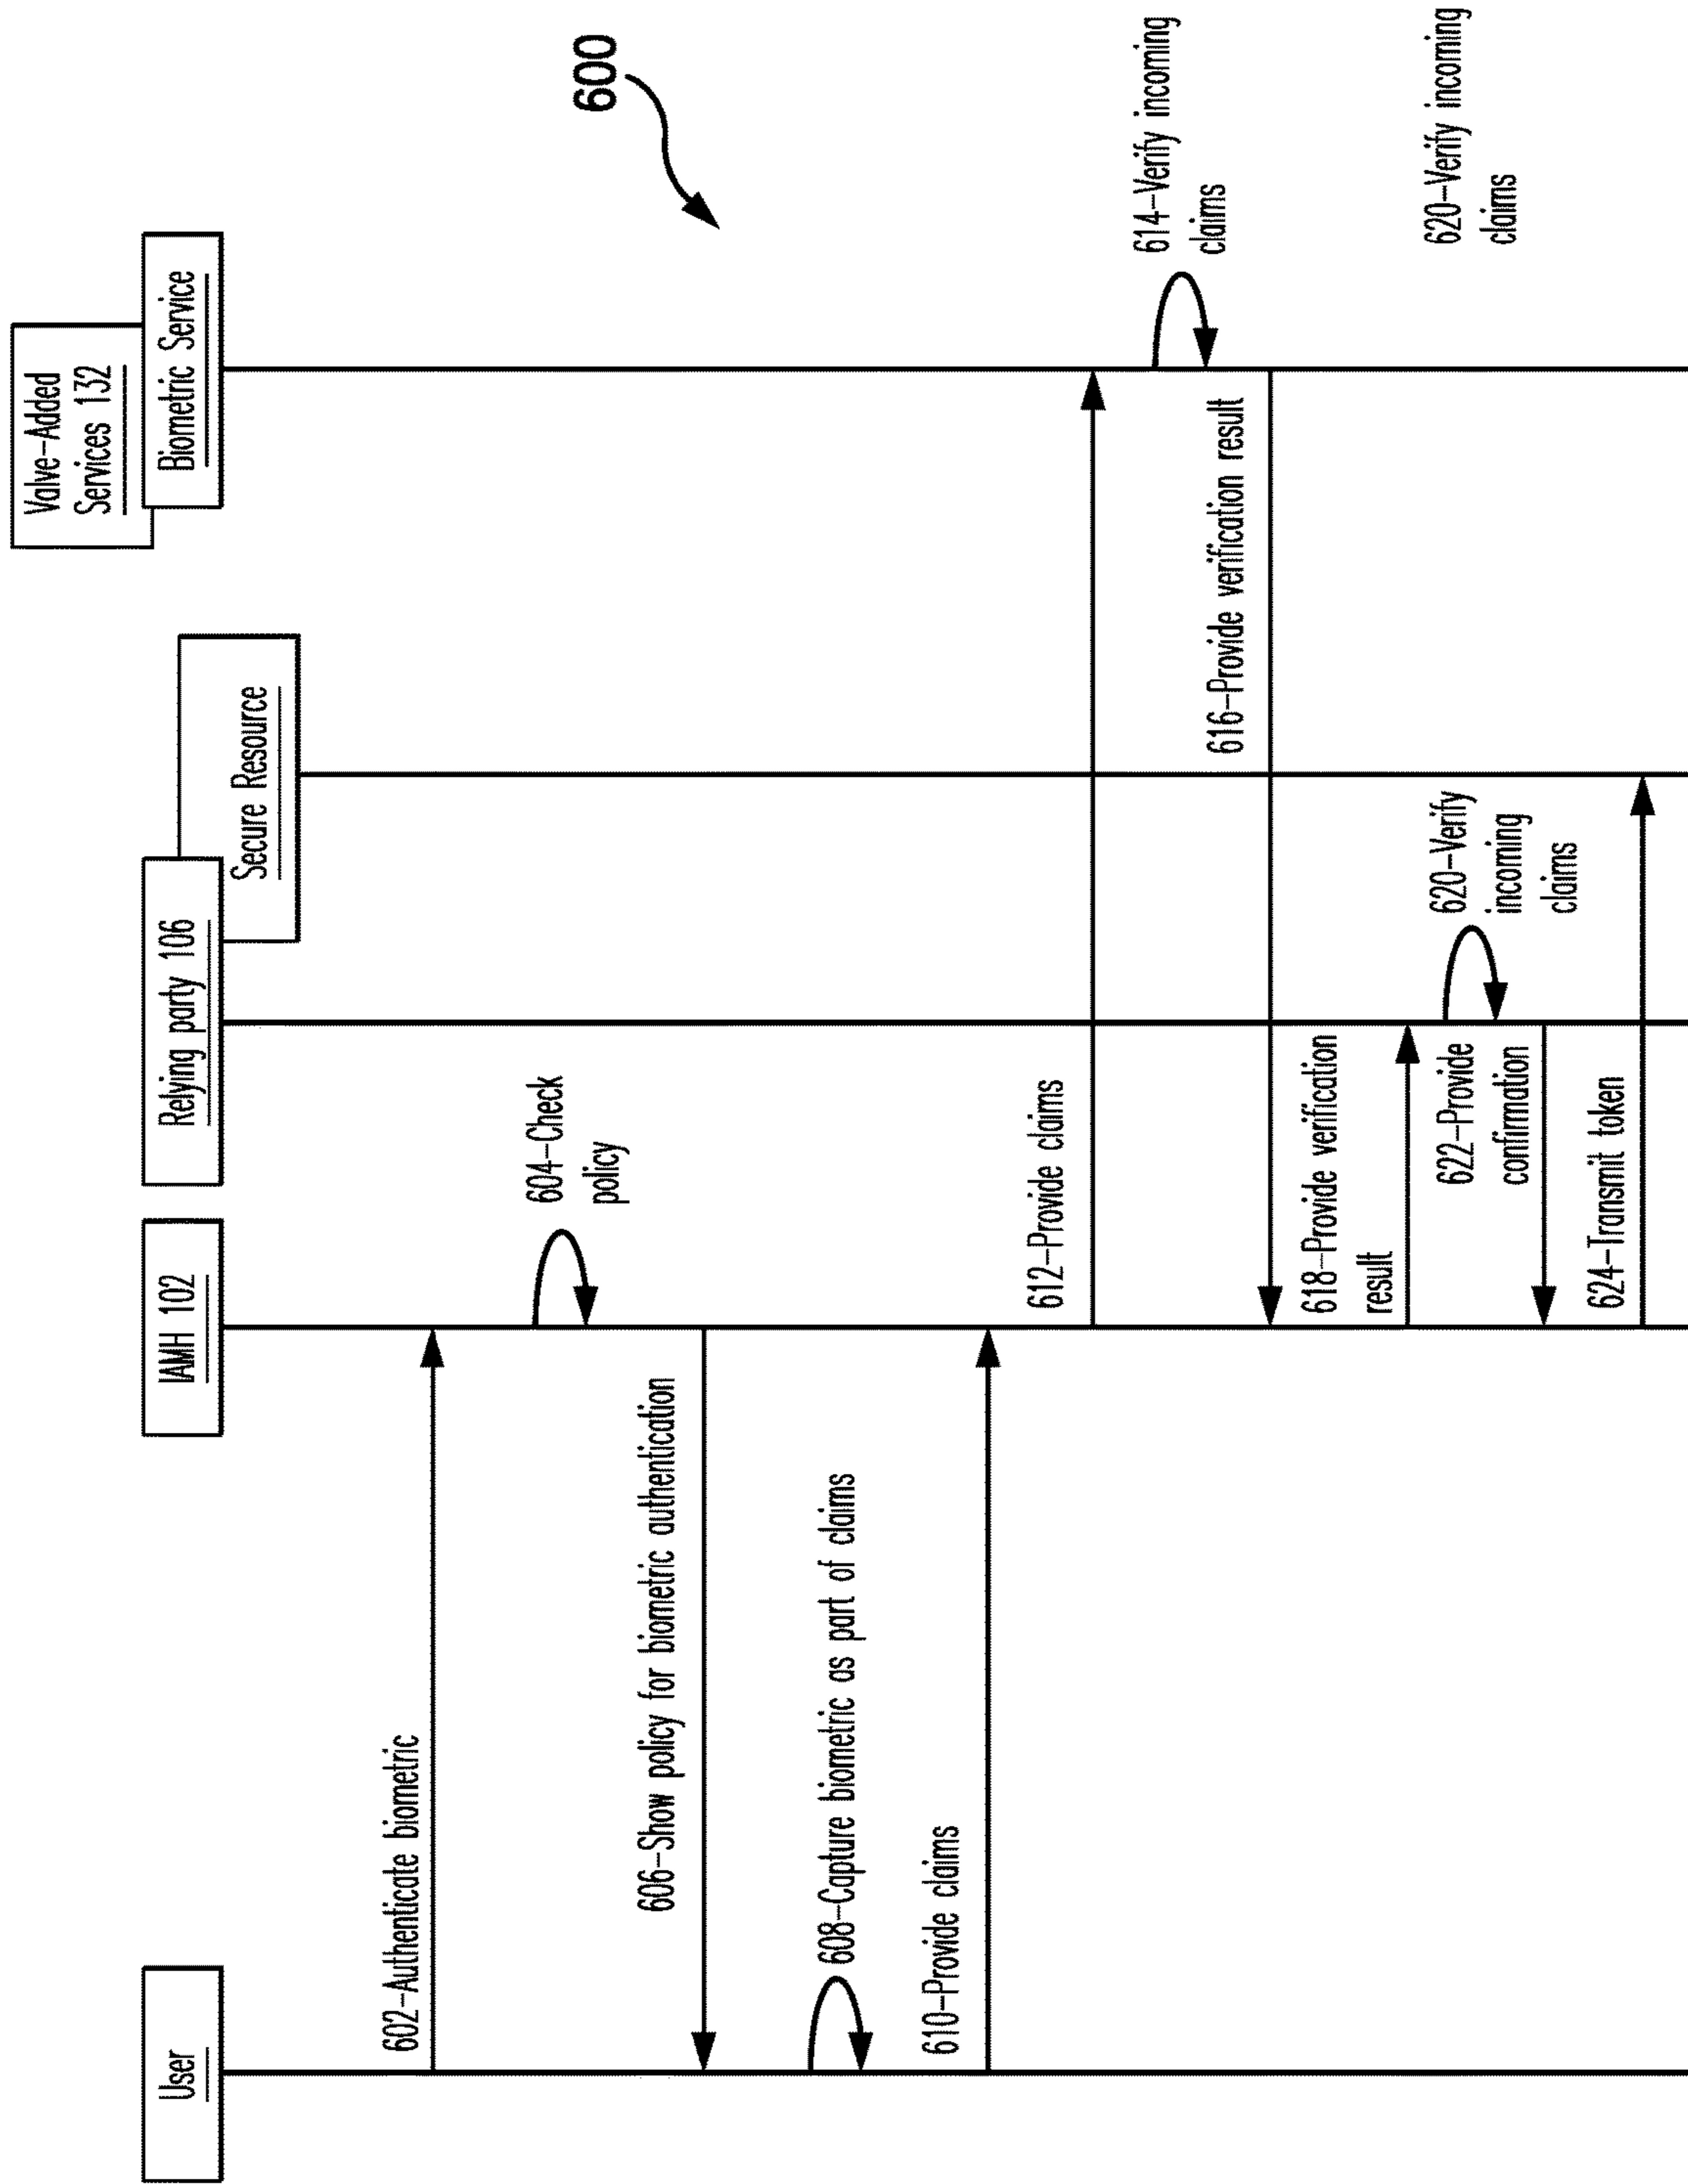 User
IAMH 102
Relying party 106
Secure Resource
Valve-Added
Services 132
Biometric Service
600
602-Authenticate biometric
604-Check
policy
606-Show policy for biometric authentication
608-Capture biometric as part of claims
610-Provide claims
612-Provide claims
614-Verify incoming
claims
616-Provide verification result
618-Provide verification
result
620-Verify
incoming
claims
620-Verify incoming
claims
622-Provide
confirmation
624-Transmit token